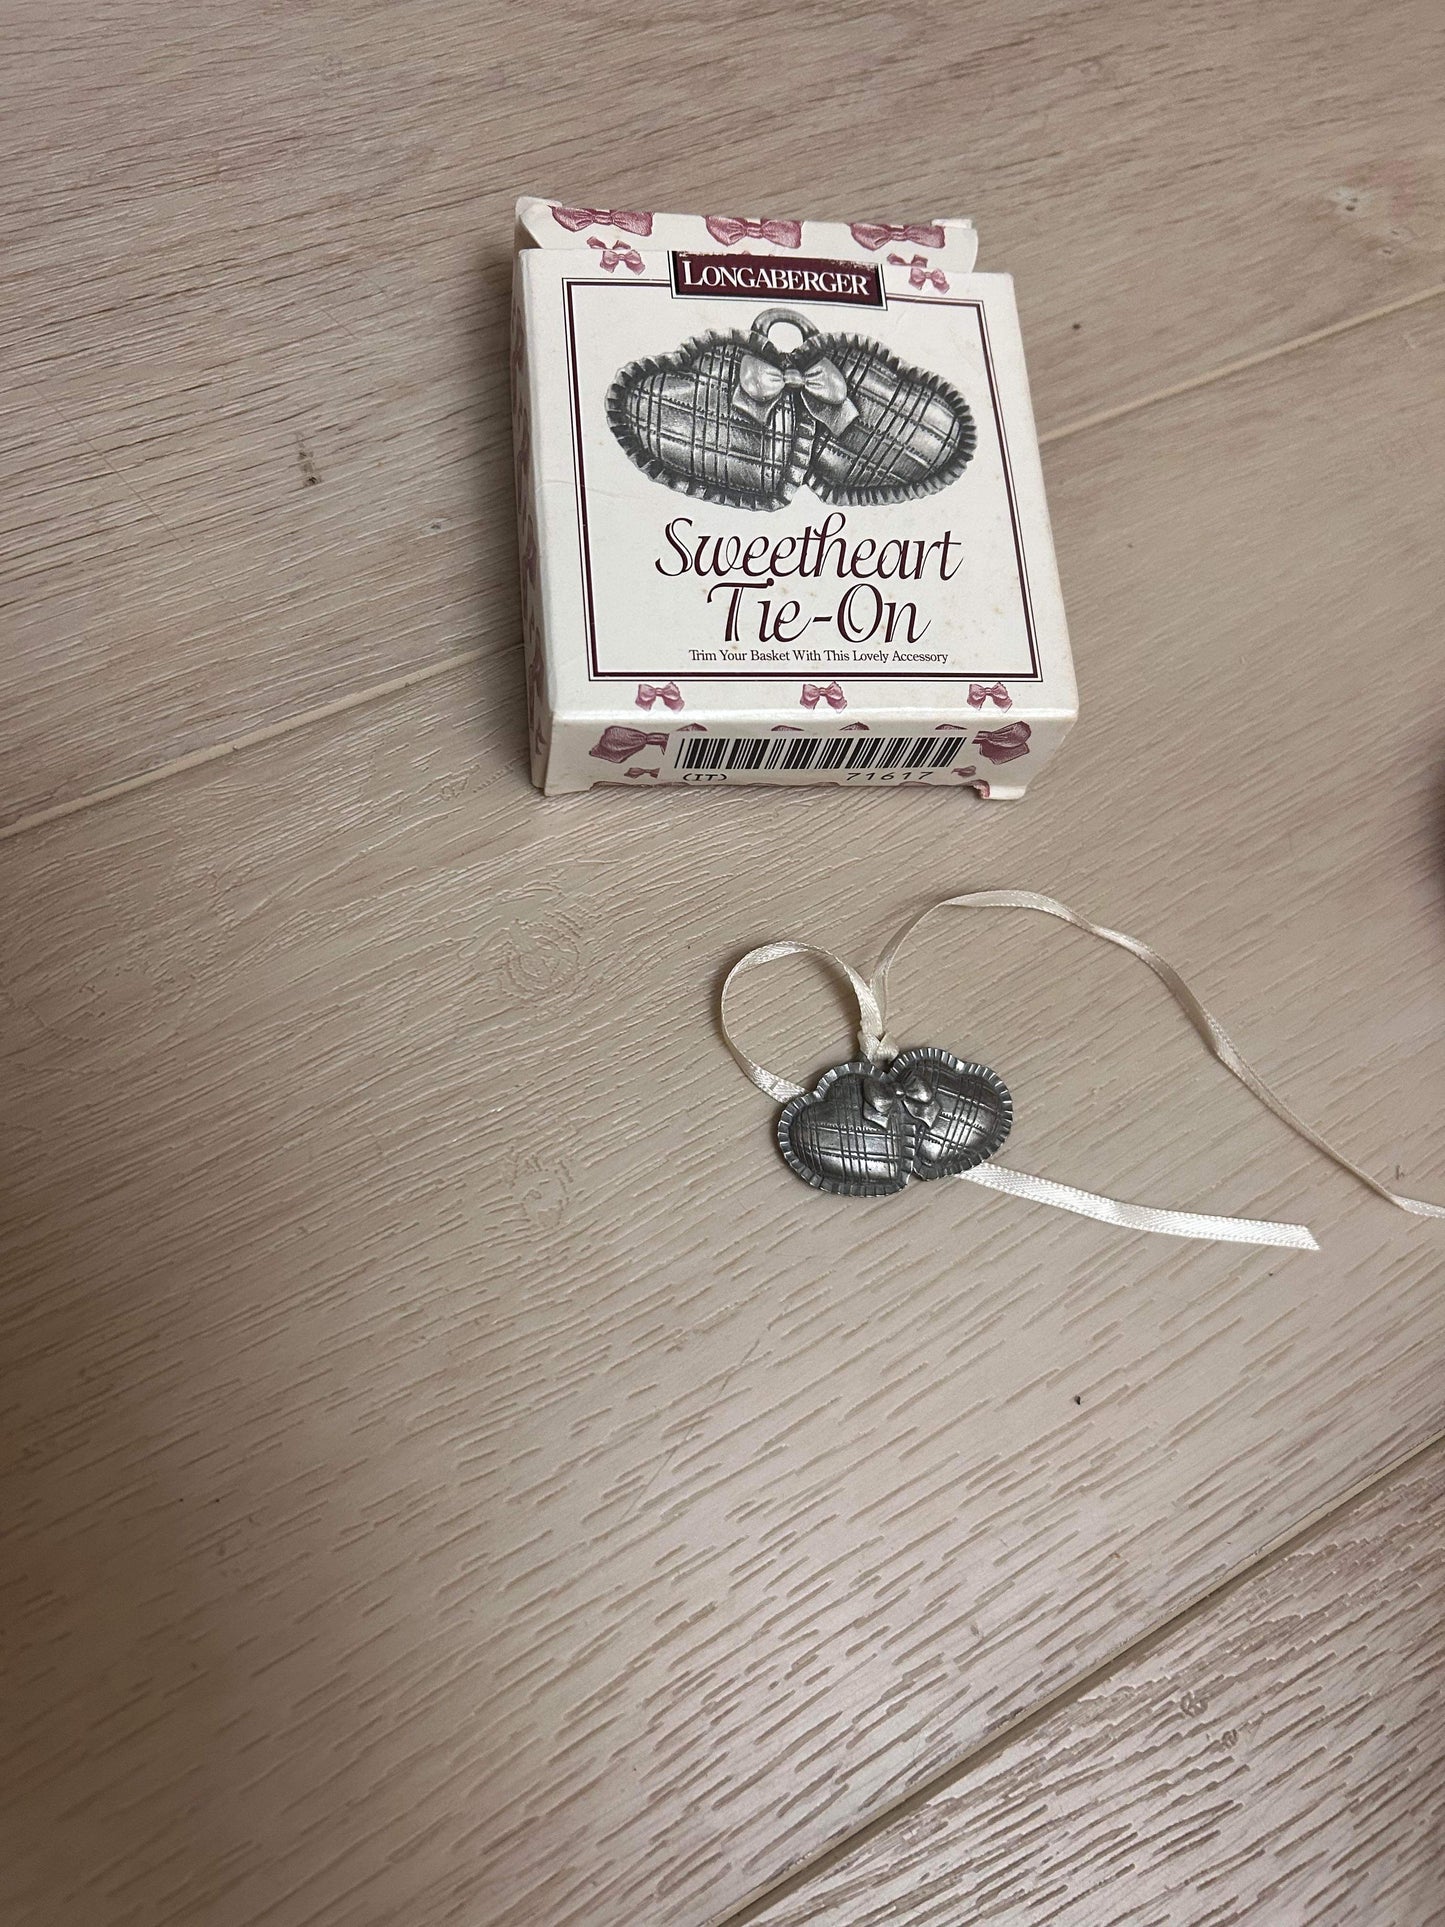 LONGABERGER
Sweetheart
Tie-On
Trim Your Basket With This Lovely Accessory
(IT) 71617